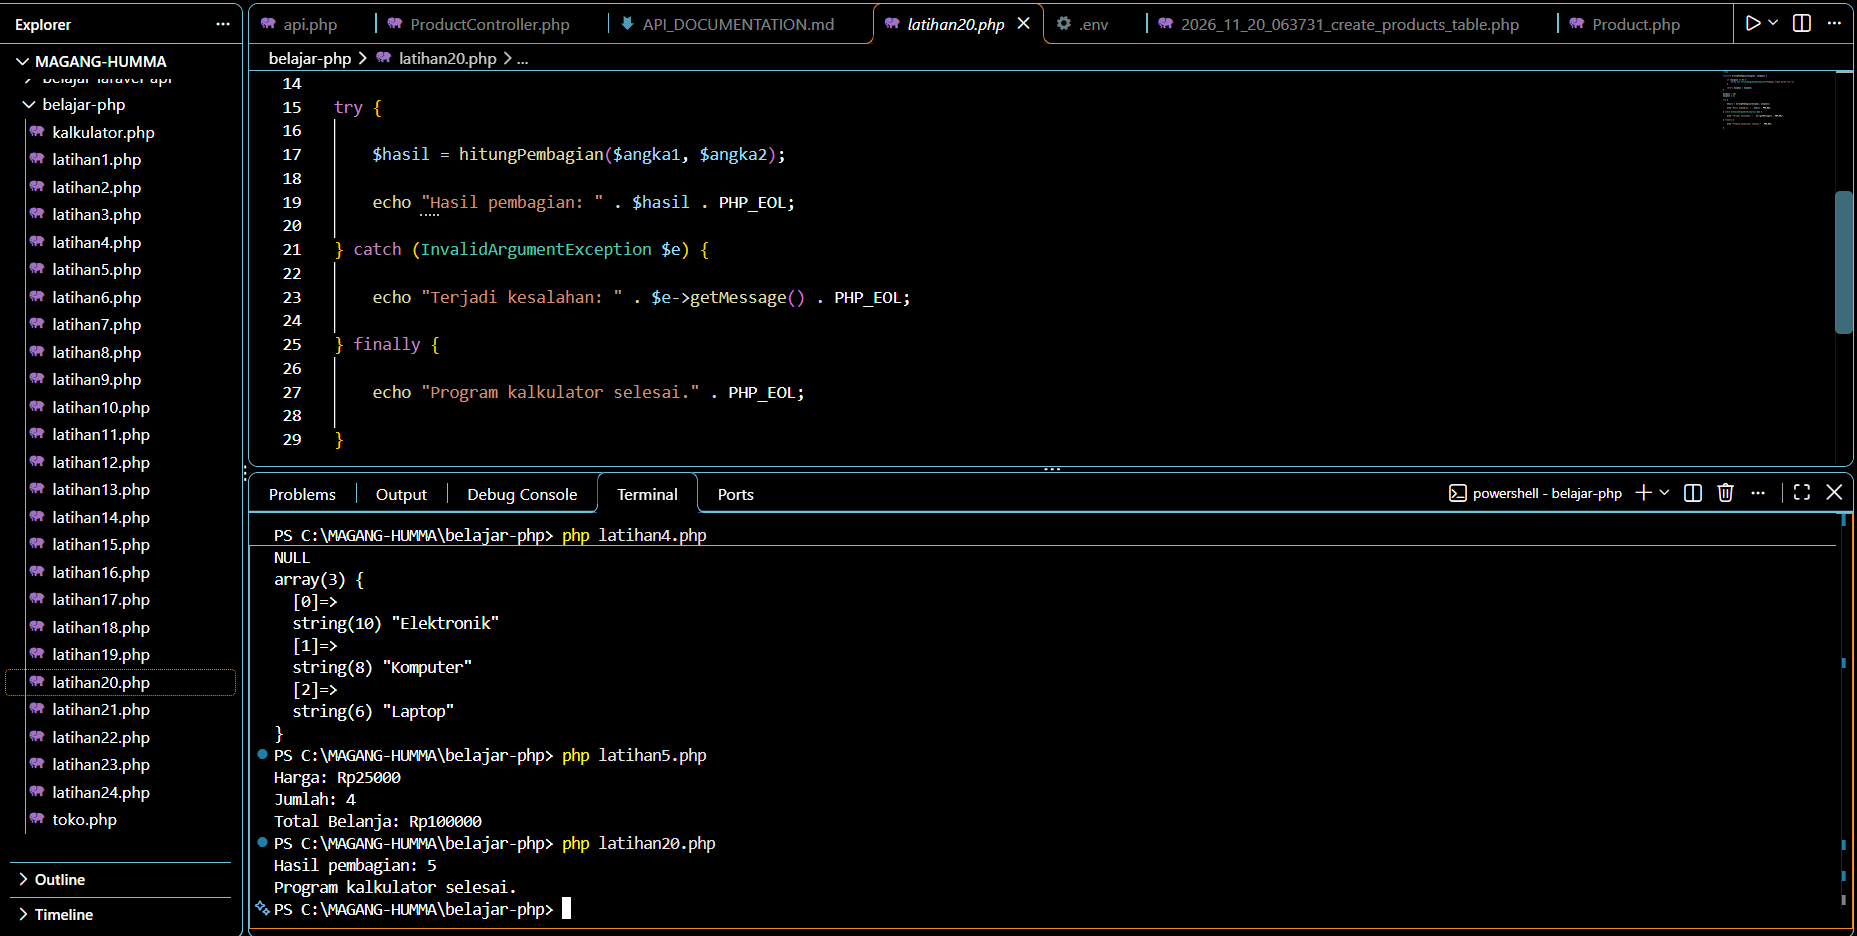 Explorer
MAGANG-HUMMA
belajar-laravel-api
belajar-php
kalkulator.php
latihan1.php
latihan2.php
latihan3.php
latihan4.php
latihan5.php
latihan6.php
latihan7.php
latihan8.php
latihan9.php
latihan10.php
latihan11.php
latihan12.php
latihan13.php
latihan14.php
latihan15.php
latihan16.php
latihan17.php
latihan18.php
latihan19.php
latihan20.php
latihan21.php
latihan22.php
latihan23.php
latihan24.php
toko.php
Outline
Timeline
api.php ProductController.php API_DOCUMENTATION.md latihan20.php .env 2026_11_20_063731_create_products_table.php Product.php
belajar-php > latihan20.php > ...
14
15 try {
16
17 $hasil = hitungPembagian($angka1, $angka2);
18
19 echo "Hasil pembagian: " . $hasil . PHP_EOL;
20
21 } catch (InvalidArgumentException $e) {
22
23 echo "Terjadi kesalahan: " . $e->getMessage() . PHP_EOL;
24
25 } finally {
26
27 echo "Program kalkulator selesai." . PHP_EOL;
28
29 }
Problems Output Debug Console Terminal Ports powershell - belajar-php
PS C:\MAGANG-HUMMA\belajar-php> php latihan4.php
NULL
array(3) {
[0]=>
string(10) "Elektronik"
[1]=>
string(8) "Komputer"
[2]=>
string(6) "Laptop"
}
PS C:\MAGANG-HUMMA\belajar-php> php latihan5.php
Harga: Rp25000
Jumlah: 4
Total Belanja: Rp100000
PS C:\MAGANG-HUMMA\belajar-php> php latihan20.php
Hasil pembagian: 5
Program kalkulator selesai.
PS C:\MAGANG-HUMMA\belajar-php>